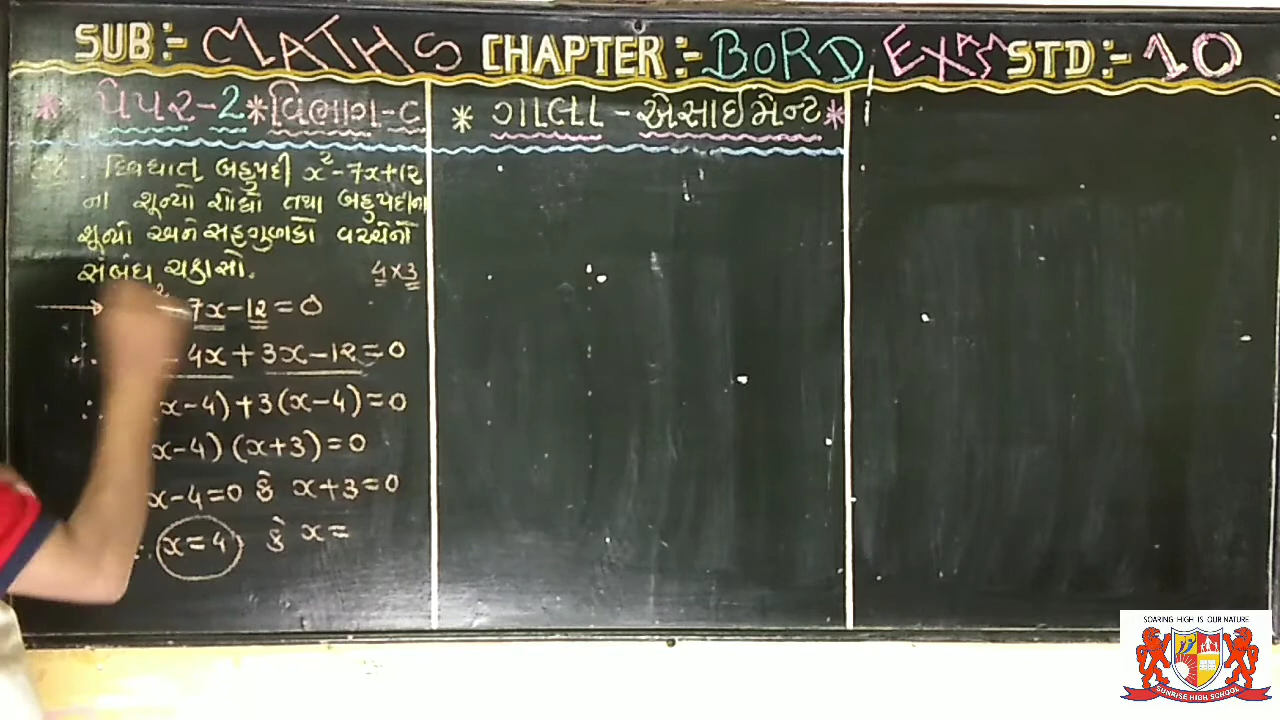 SUB:- MATHS CHAPTER:- BORD EXAM STD:- 10
* પેપર-2 * વિભાગ-C
* ગાલા - એસાઈમેન્ટ *
દ્વિઘાત બહુપદી x²-7x+12
ના શૂન્યો શોધો તથા બહુપદીના
શૂન્યો અને સહગુણકો વચ્ચેનો
સંબંધ ચકાસો.
4×3
→ ² - 7x - 12 = 0
∴ - 4x + 3x - 12 = 0
∴ x-4) + 3(x-4) = 0
x-4) (x+3) = 0
x-4=0 કે x+3=0
∴ x=4 કે x=
SOARING HIGH IS OUR NATURE
SUNRISE HIGH SCHOOL